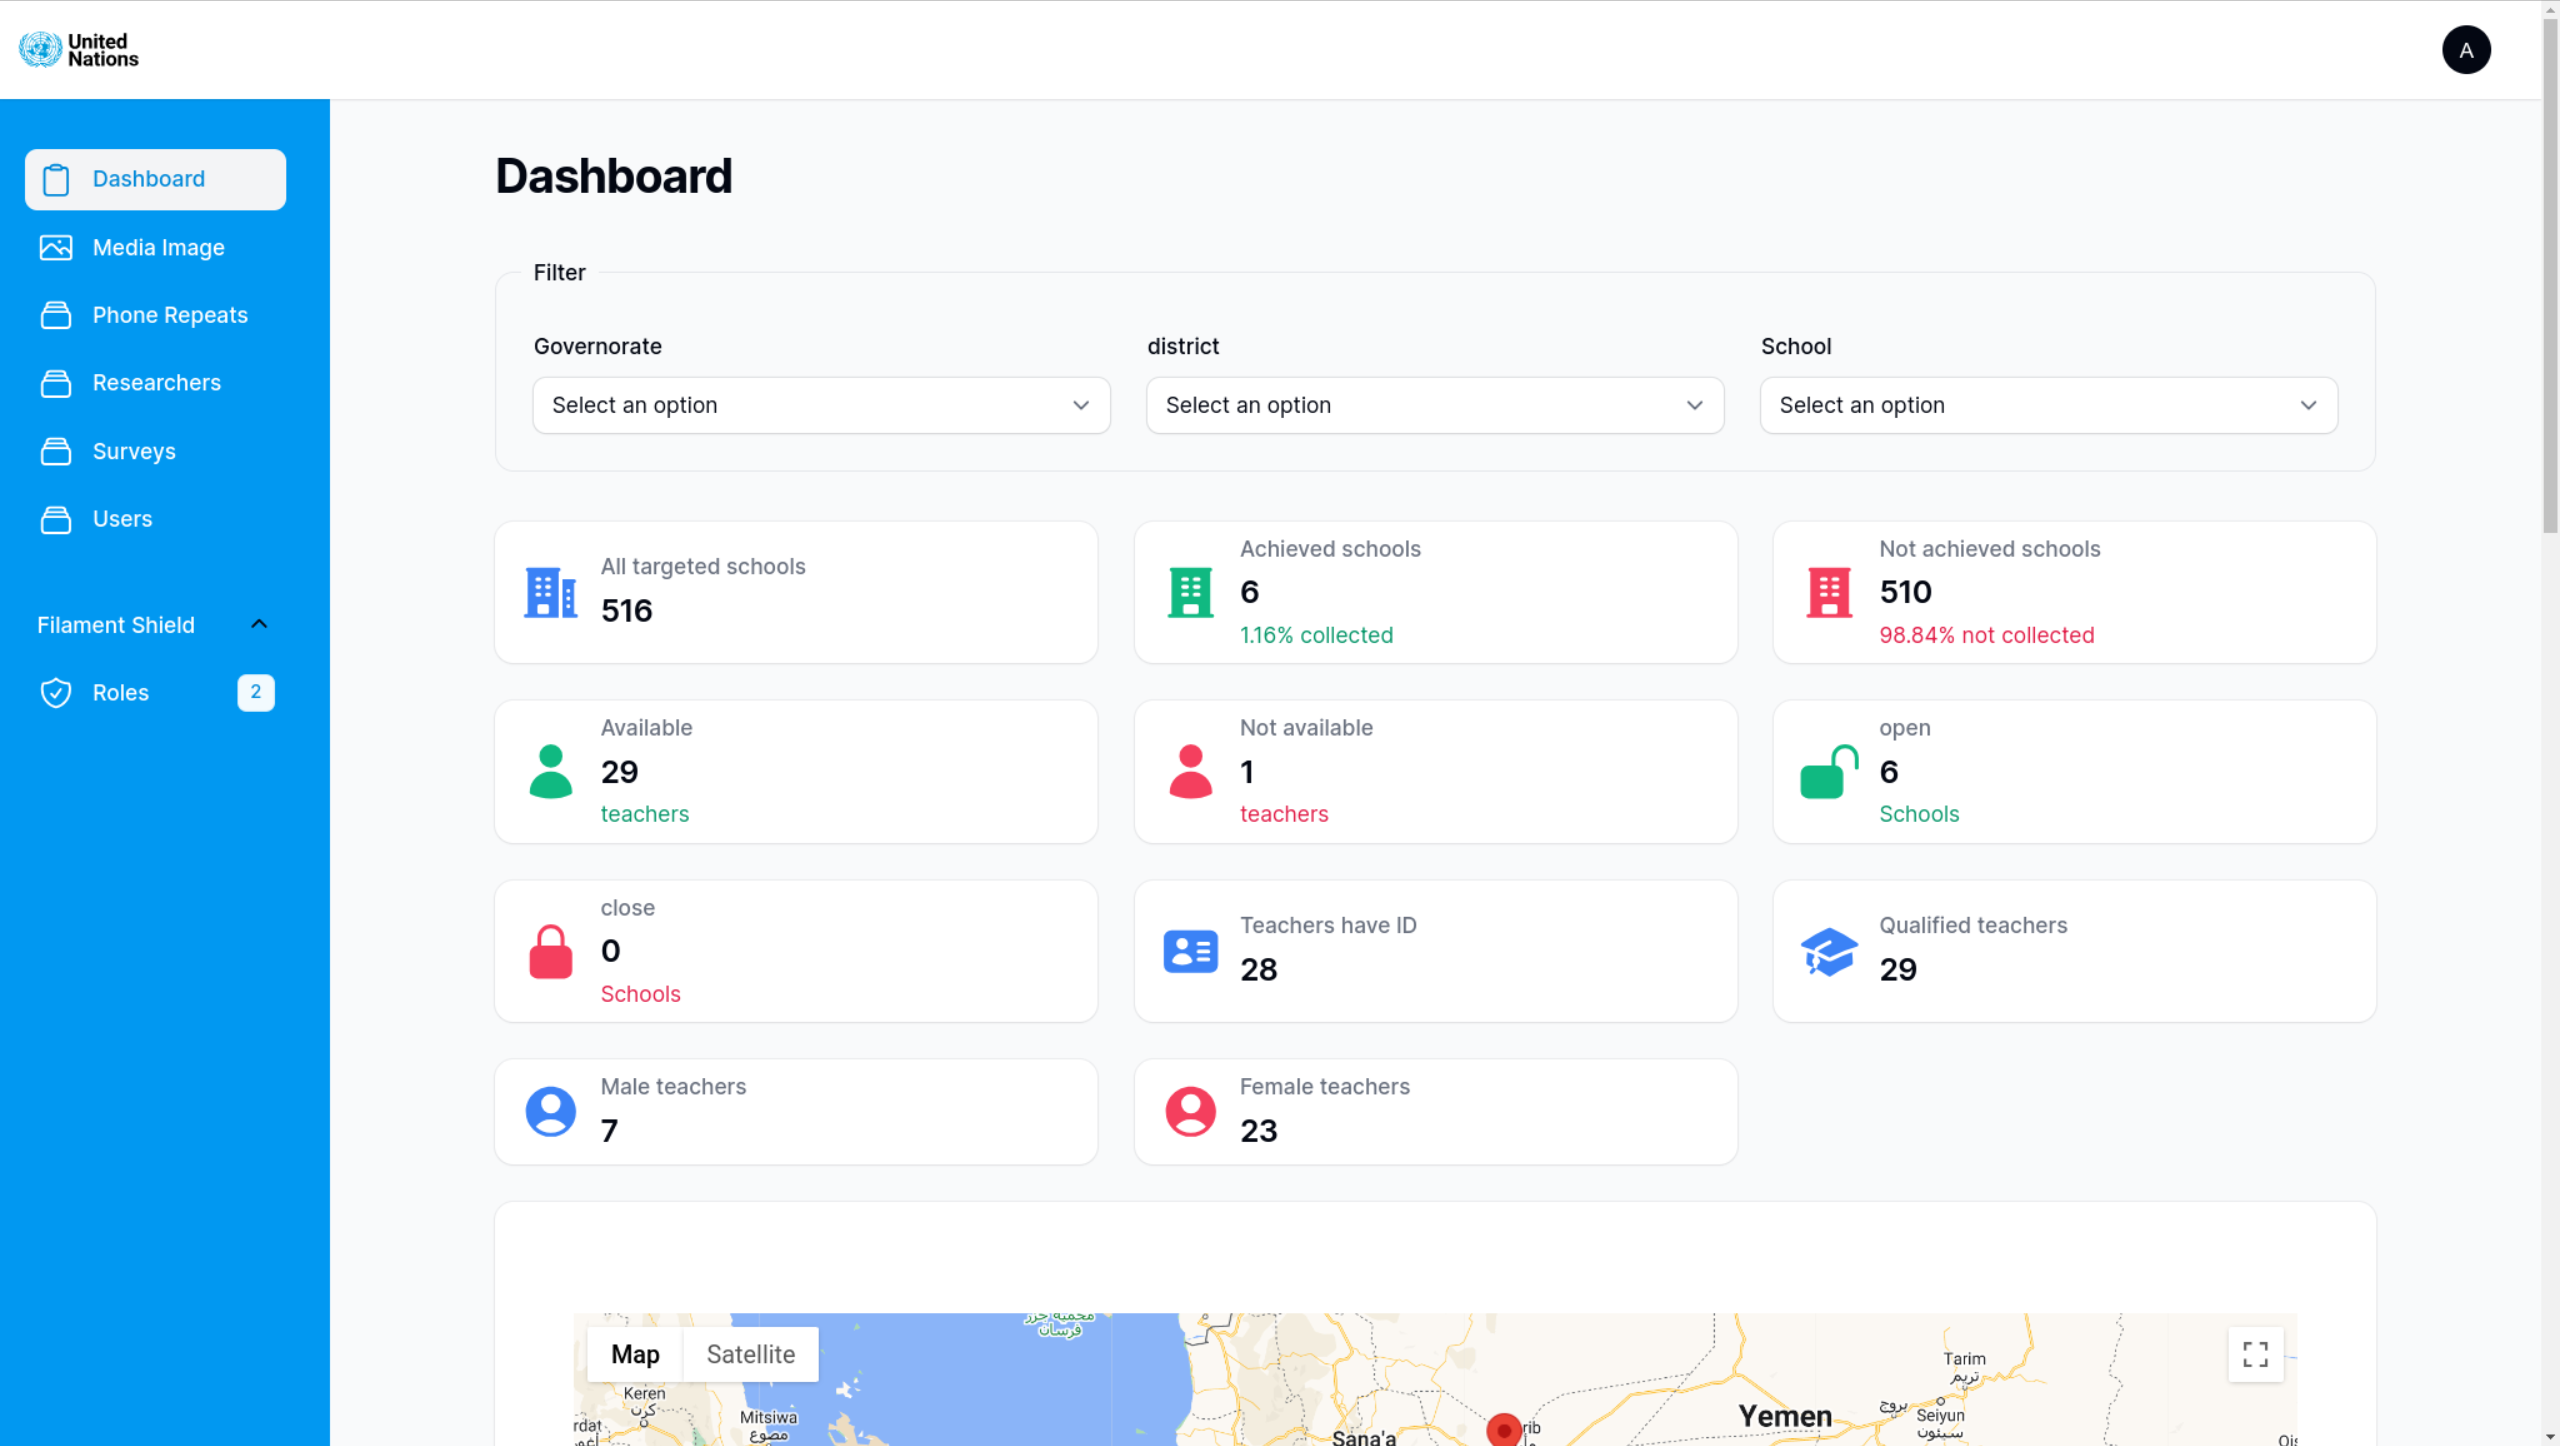 United
Nations
A
Dashboard
Media Image
Phone Repeats
Researchers
Surveys
Users
Filament Shield
Roles
2
Dashboard
Filter
Governorate
district
School
Select an option
Select an option
Select an option
All targeted schools
516
Achieved schools
6
1.16% collected
Not achieved schools
510
98.84% not collected
Available
29
teachers
Not available
1
teachers
open
6
Schools
close
0
Schools
Teachers have ID
28
Qualified teachers
29
Male teachers
7
Female teachers
23
محمية جزر
فرسان
Map
Satellite
Keren
كرن
Mitsiwa
مصوع
Sana'a
Yemen
Tarim
تريم
بروج
Seiyun
سيئون